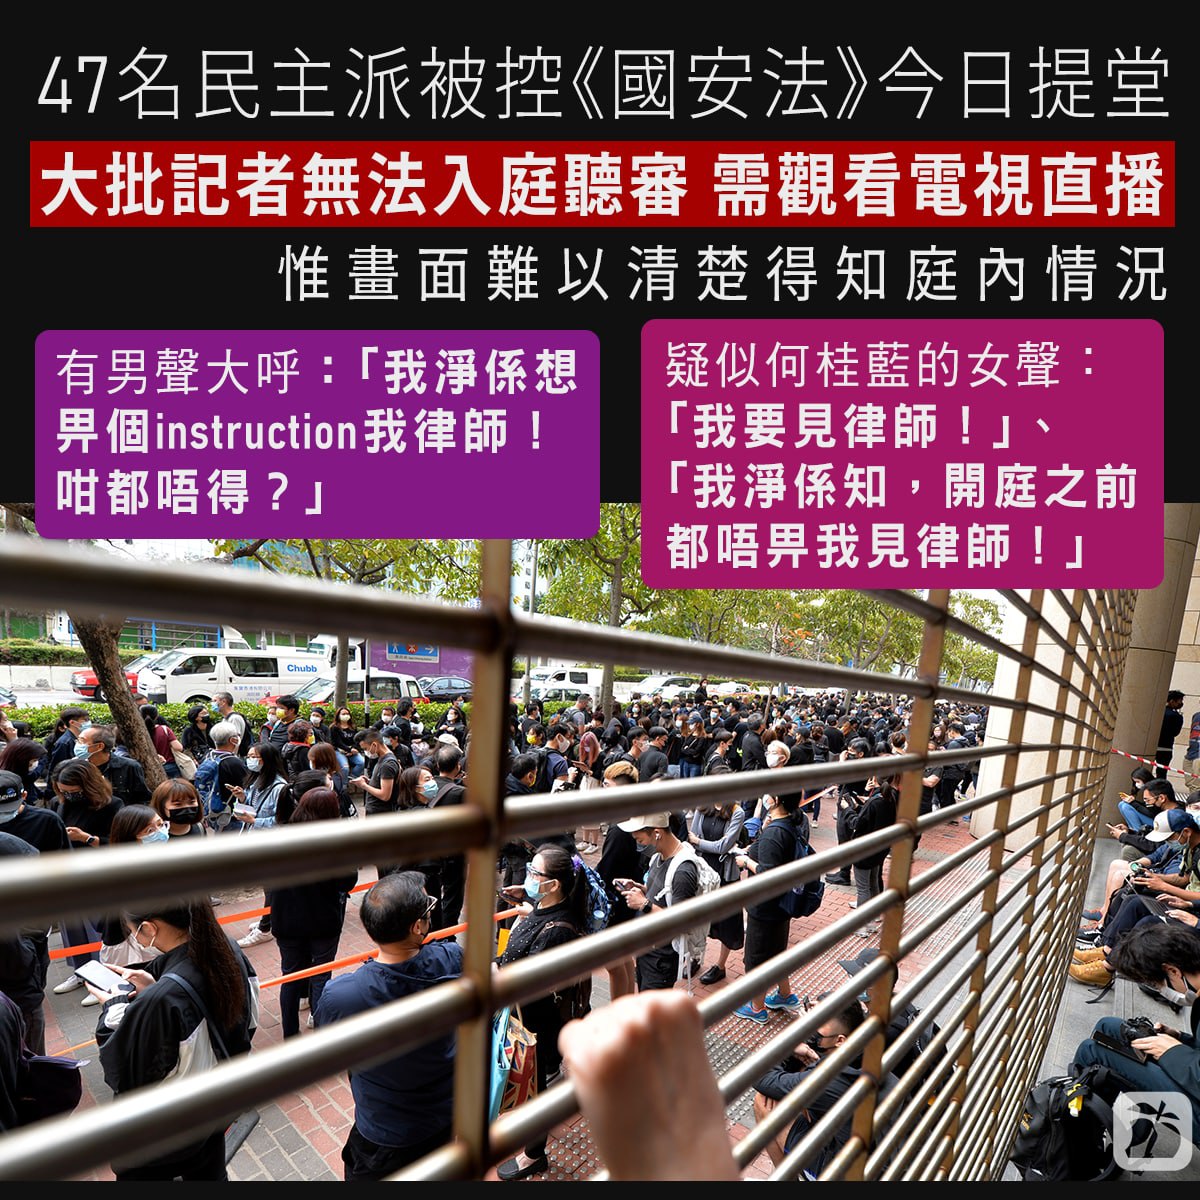 47名民主派被控《國安法》今日提堂
大批記者無法入庭聽審 需觀看電視直播
惟畫面難以清楚得知庭內情況
有男聲大呼：「我淨係想
畀個instruction我律師！
咁都唔得？」
疑似何桂藍的女聲：
「我要見律師！」、
「我淨係知，開庭之前
都唔畀我見律師！」
Chubb